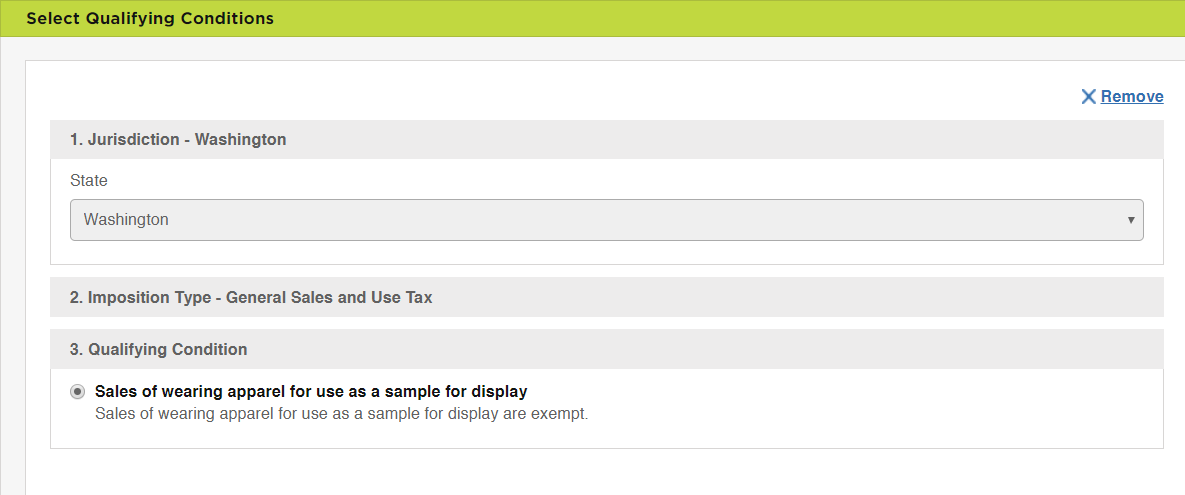 Select Qualifying Conditions
Remove
1. Jurisdiction - Washington
State
Washington
2. Imposition Type - General Sales and Use Tax
3. Qualifying Condition
Sales of wearing apparel for use as a sample for display
Sales of wearing apparel for use as a sample for display are exempt.